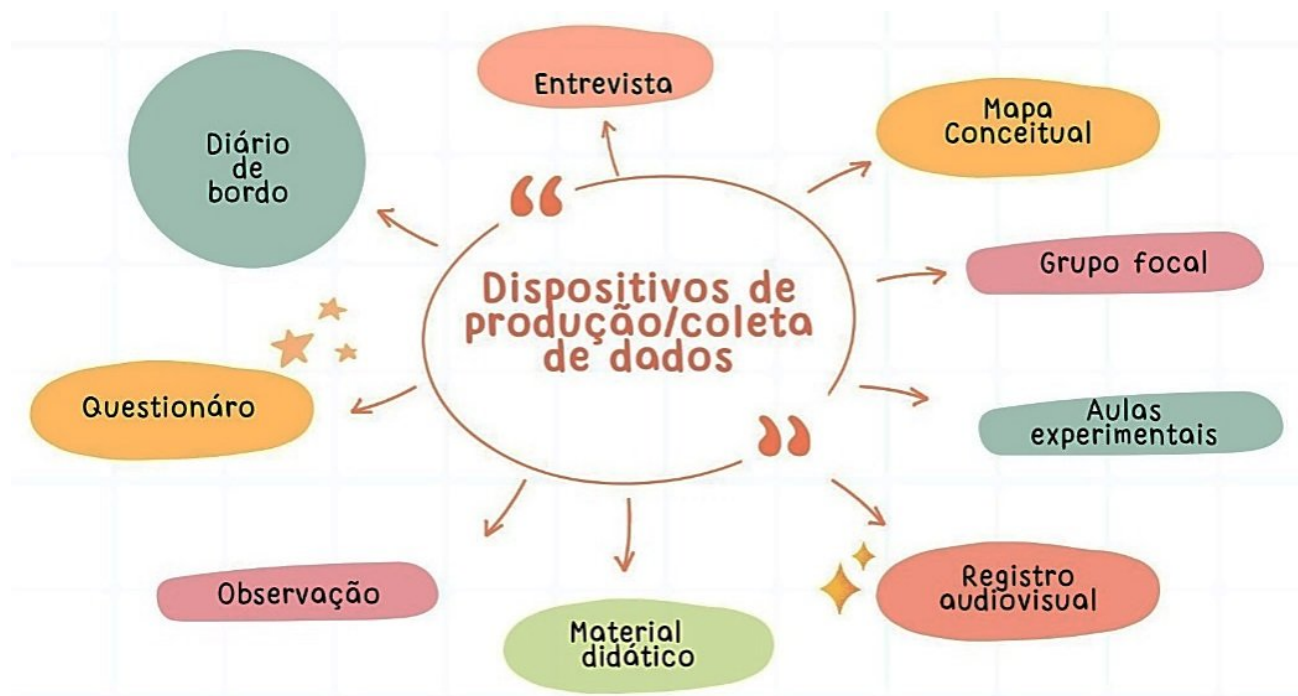 Entrevista
Mapa
Conceitual
Diário
de
bordo
Grupo focal
Dispositivos de
produção/coleta
de dados
Questionáro
Aulas
experimentais
Observação
Registro
audiovisual
Material
didático